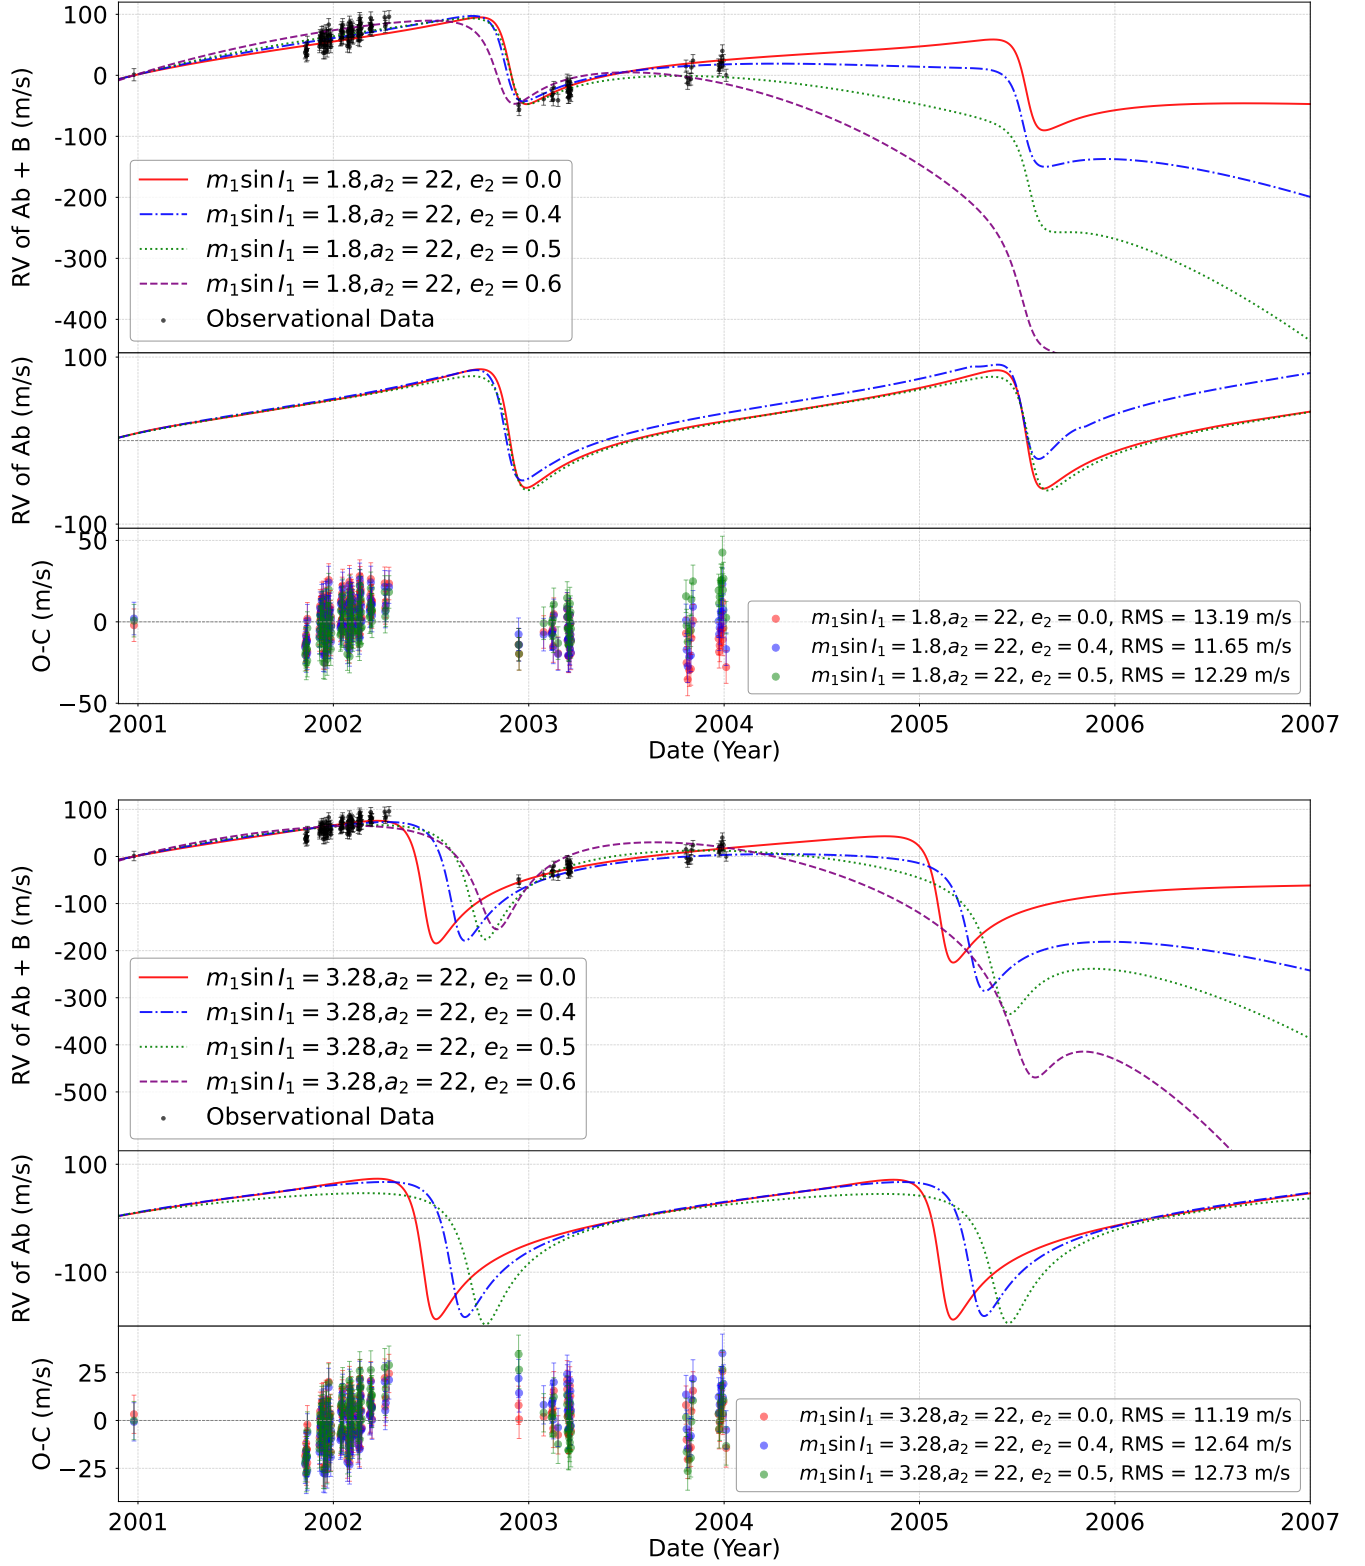 100
0
-100
-200
-300
-400
RV of Ab + B (m/s)
m₁sin I₁ = 1.8,a₂ = 22, e₂ = 0.0
m₁sin I₁ = 1.8,a₂ = 22, e₂ = 0.4
m₁sin I₁ = 1.8,a₂ = 22, e₂ = 0.5
m₁sin I₁ = 1.8,a₂ = 22, e₂ = 0.6
Observational Data
100
-100
RV of Ab (m/s)
50
0
−50
O-C (m/s)
m₁sin I₁ = 1.8,a₂ = 22, e₂ = 0.0, RMS = 13.19 m/s
m₁sin I₁ = 1.8,a₂ = 22, e₂ = 0.4, RMS = 11.65 m/s
m₁sin I₁ = 1.8,a₂ = 22, e₂ = 0.5, RMS = 12.29 m/s
2001 2002 2003 2004 2005 2006 2007
Date (Year)
100
0
-100
-200
-300
-400
-500
RV of Ab + B (m/s)
m₁sin I₁ = 3.28,a₂ = 22, e₂ = 0.0
m₁sin I₁ = 3.28,a₂ = 22, e₂ = 0.4
m₁sin I₁ = 3.28,a₂ = 22, e₂ = 0.5
m₁sin I₁ = 3.28,a₂ = 22, e₂ = 0.6
Observational Data
100
-100
RV of Ab (m/s)
25
0
−25
O-C (m/s)
m₁sin I₁ = 3.28,a₂ = 22, e₂ = 0.0, RMS = 11.19 m/s
m₁sin I₁ = 3.28,a₂ = 22, e₂ = 0.4, RMS = 12.64 m/s
m₁sin I₁ = 3.28,a₂ = 22, e₂ = 0.5, RMS = 12.73 m/s
2001 2002 2003 2004 2005 2006 2007
Date (Year)